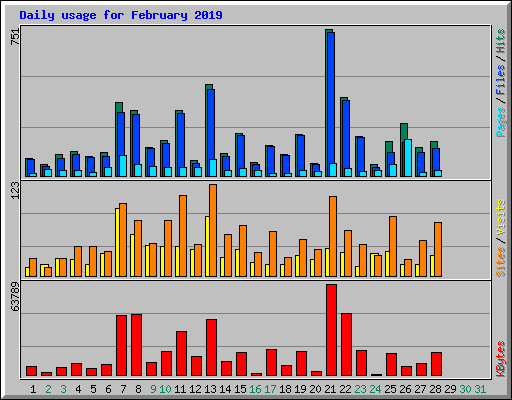 Daily usage for February 2019
751
Pages / Files / Hits
123
Sites / Visits
63789
KBytes
1 2 3 4 5 6 7 8 9 10 11 12 13 14 15 16 17 18 19 20 21 22 23 24 25 26 27 28 29 30 31